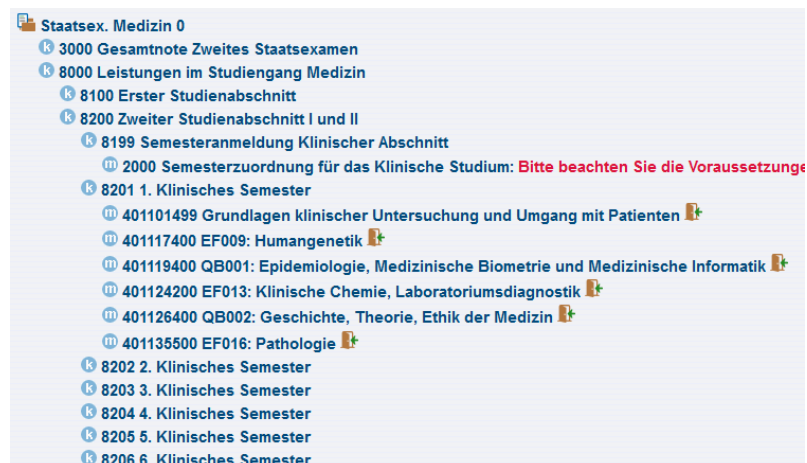 Staatsex. Medizin 0
k 3000 Gesamtnote Zweites Staatsexamen
k 8000 Leistungen im Studiengang Medizin
k 8100 Erster Studienabschnitt
k 8200 Zweiter Studienabschnitt I und II
k 8199 Semesteranmeldung Klinischer Abschnitt
m 2000 Semesterzuordnung für das Klinische Studium: Bitte beachten Sie die Voraussetzunge
k 8201 1. Klinisches Semester
m 401101499 Grundlagen klinischer Untersuchung und Umgang mit Patienten
m 401117400 EF009: Humangenetik
m 401119400 QB001: Epidemiologie, Medizinische Biometrie und Medizinische Informatik
m 401124200 EF013: Klinische Chemie, Laboratoriumsdiagnostik
m 401126400 QB002: Geschichte, Theorie, Ethik der Medizin
m 401135500 EF016: Pathologie
k 8202 2. Klinisches Semester
k 8203 3. Klinisches Semester
k 8204 4. Klinisches Semester
k 8205 5. Klinisches Semester
k 8206 6. Klinisches Semester